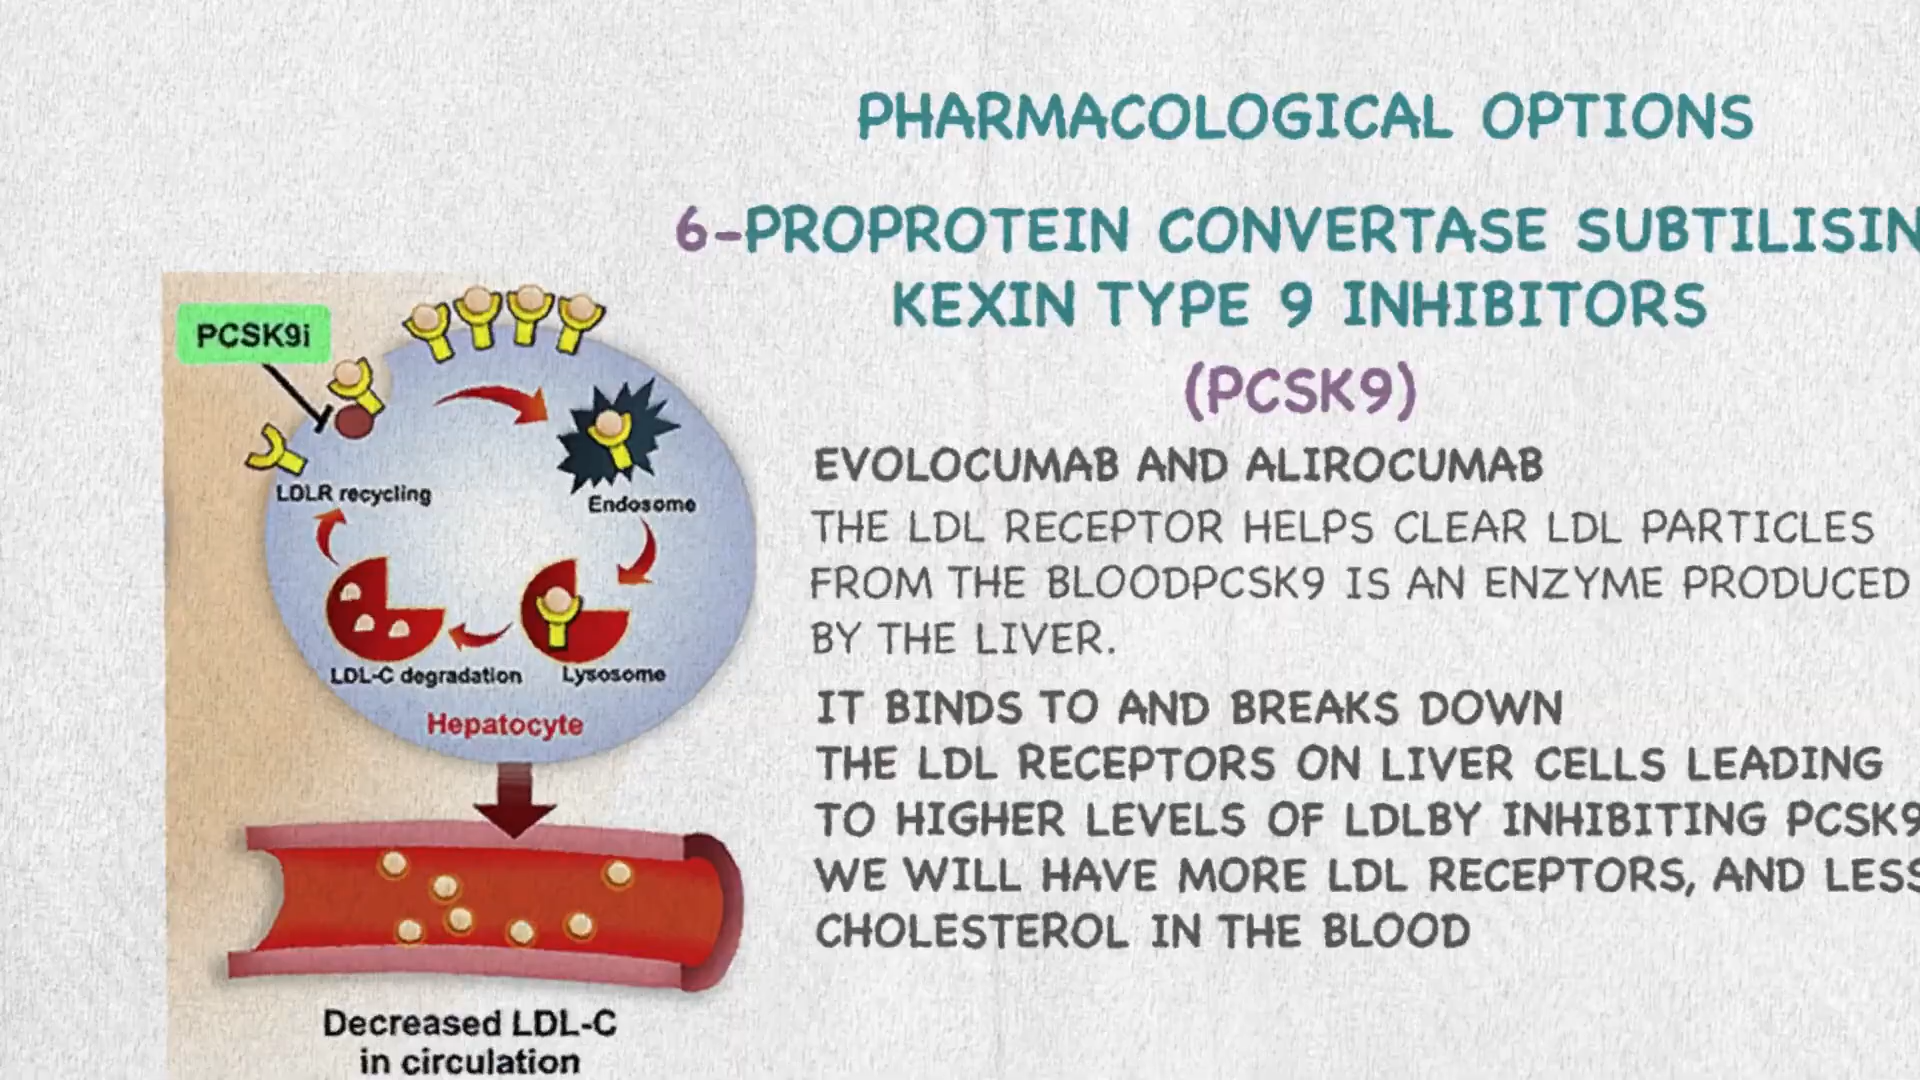 PHARMACOLOGICAL OPTIONS
6-PROPROTEIN CONVERTASE SUBTILISIN
KEXIN TYPE 9 INHIBITORS
(PCSK9)
EVOLOCUMAB AND ALIROCUMAB
THE LDL RECEPTOR HELPS CLEAR LDL PARTICLES
FROM THE BLOODPCSK9 IS AN ENZYME PRODUCED
BY THE LIVER.
IT BINDS TO AND BREAKS DOWN
THE LDL RECEPTORS ON LIVER CELLS LEADING
TO HIGHER LEVELS OF LDLBY INHIBITING PCSK9
WE WILL HAVE MORE LDL RECEPTORS, AND LESS
CHOLESTEROL IN THE BLOOD
PCSK9i
LDLR recycling
Endosome
LDL-C degradation
Lysosome
Hepatocyte
Decreased LDL-C
in circulation